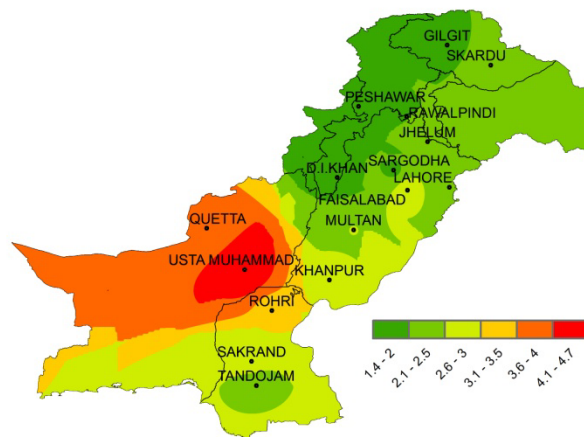 GILGIT
SKARDU
PESHAWAR
RAWALPINDI
JHELUM
SARGODHA
D.I.KHAN
LAHORE
FAISALABAD
MULTAN
QUETTA
USTA MUHAMMAD
KHANPUR
ROHRI
SAKRAND
TANDOJAM
1.4 - 2
2.1 - 2.5
2.6 - 3
3.1 - 3.5
3.6 - 4
4.1 - 4.7